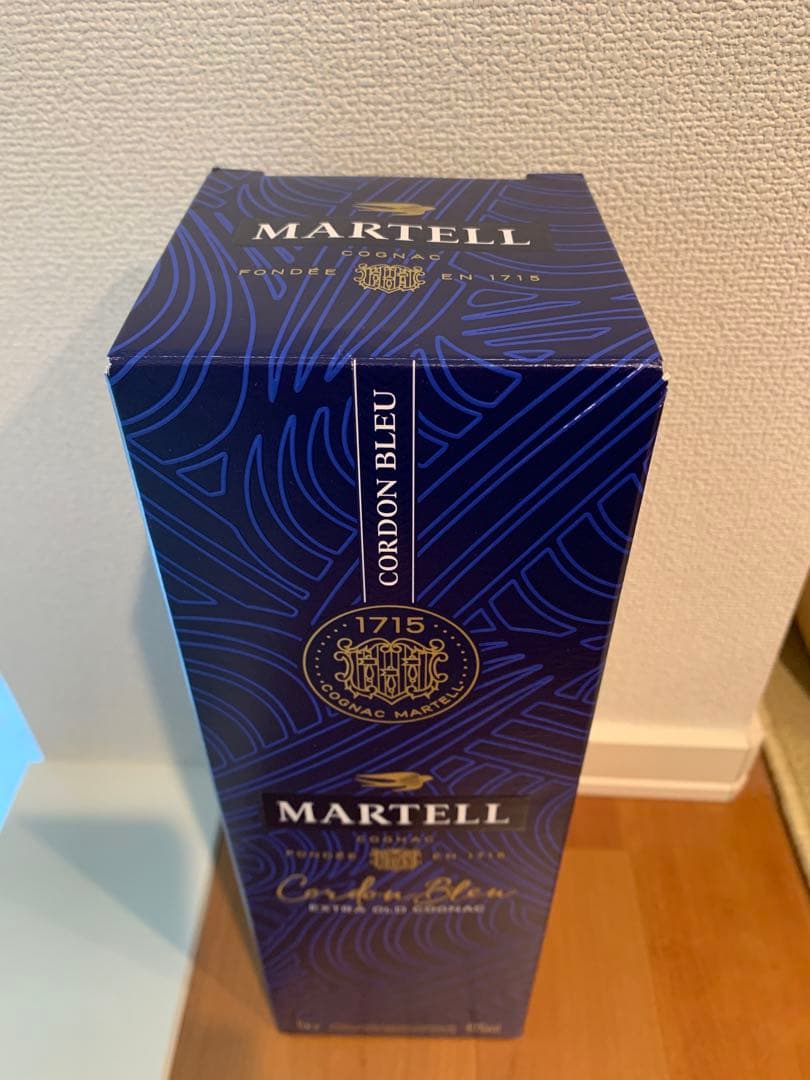 MARTELL
COGNAC
FONDÉE EN 1715
CORDON BLEU
1715
COGNAC MARTELL
MARTELL
COGNAC
FONDÉE EN 1715
Cordon Bleu
EXTRA OLD COGNAC